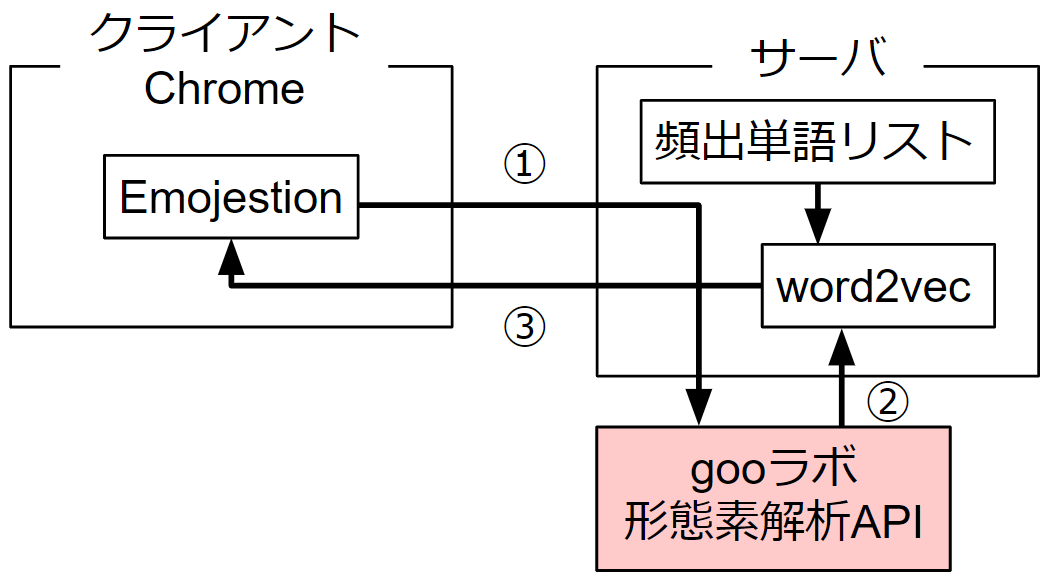 クライアント
Chrome
Emojestion
①
③
サーバ
頻出単語リスト
word2vec
②
gooラボ
形態素解析API